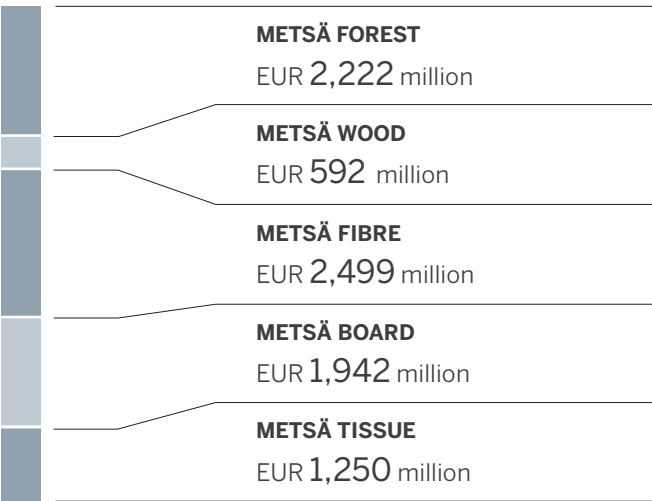 METSÄ FOREST
EUR 2,222 million
METSÄ WOOD
EUR 592 million
METSÄ FIBRE
EUR 2,499 million
METSÄ BOARD
EUR 1,942 million
METSÄ TISSUE
EUR 1,250 million